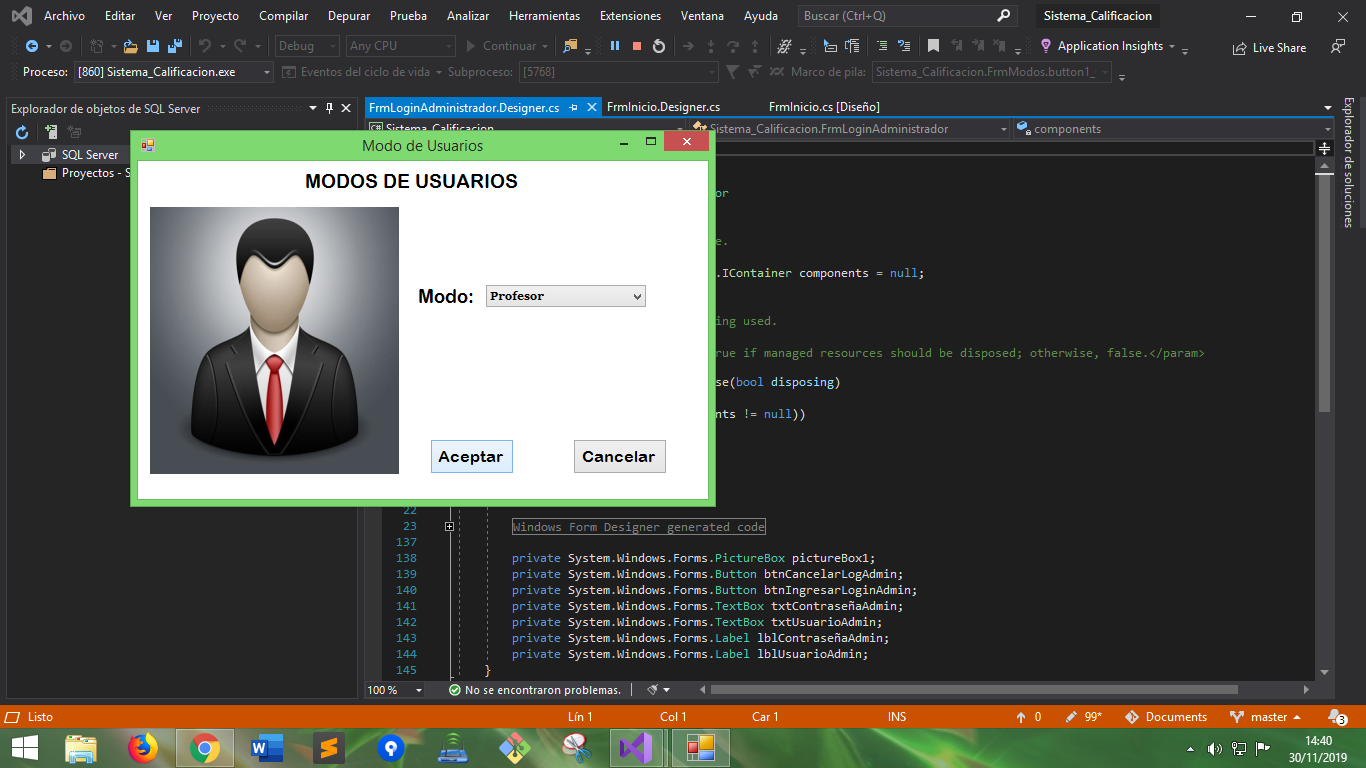 Archivo Editar Ver Proyecto Compilar Depurar Prueba Analizar Herramientas Extensiones Ventana Ayuda Buscar (Ctrl+Q) Sistema_Calificacion
Debug Any CPU Continuar Application Insights Live Share
Proceso: [860] Sistema_Calificacion.exe Eventos del ciclo de vida Subproceso: [5768] Marco de pila: Sistema_Calificacion.FrmModos.button1_
Explorador de objetos de SQL Server
FrmLoginAdministrador.Designer.cs FrmInicio.Designer.cs FrmInicio.cs [Diseño]
Sistema_Calificacion Sistema_Calificacion.FrmLoginAdministrador components
SQL Server
Proyectos - S
Explorador de soluciones
Modo de Usuarios
MODOS DE USUARIOS
Modo: Profesor
Aceptar Cancelar
or
e.
.IContainer components = null;
ing used.
rue if managed resources should be disposed; otherwise, false.</param>
se(bool disposing)
nts != null))
22
23 Windows Form Designer generated code
137
138 private System.Windows.Forms.PictureBox pictureBox1;
139 private System.Windows.Forms.Button btnCancelarLogAdmin;
140 private System.Windows.Forms.Button btnIngresarLoginAdmin;
141 private System.Windows.Forms.TextBox txtContraseñaAdmin;
142 private System.Windows.Forms.TextBox txtUsuarioAdmin;
143 private System.Windows.Forms.Label lblContraseñaAdmin;
144 private System.Windows.Forms.Label lblUsuarioAdmin;
145 }
100 % No se encontraron problemas.
Listo Lín 1 Col 1 Car 1 INS 0 99* Documents master 3
14:40
30/11/2019